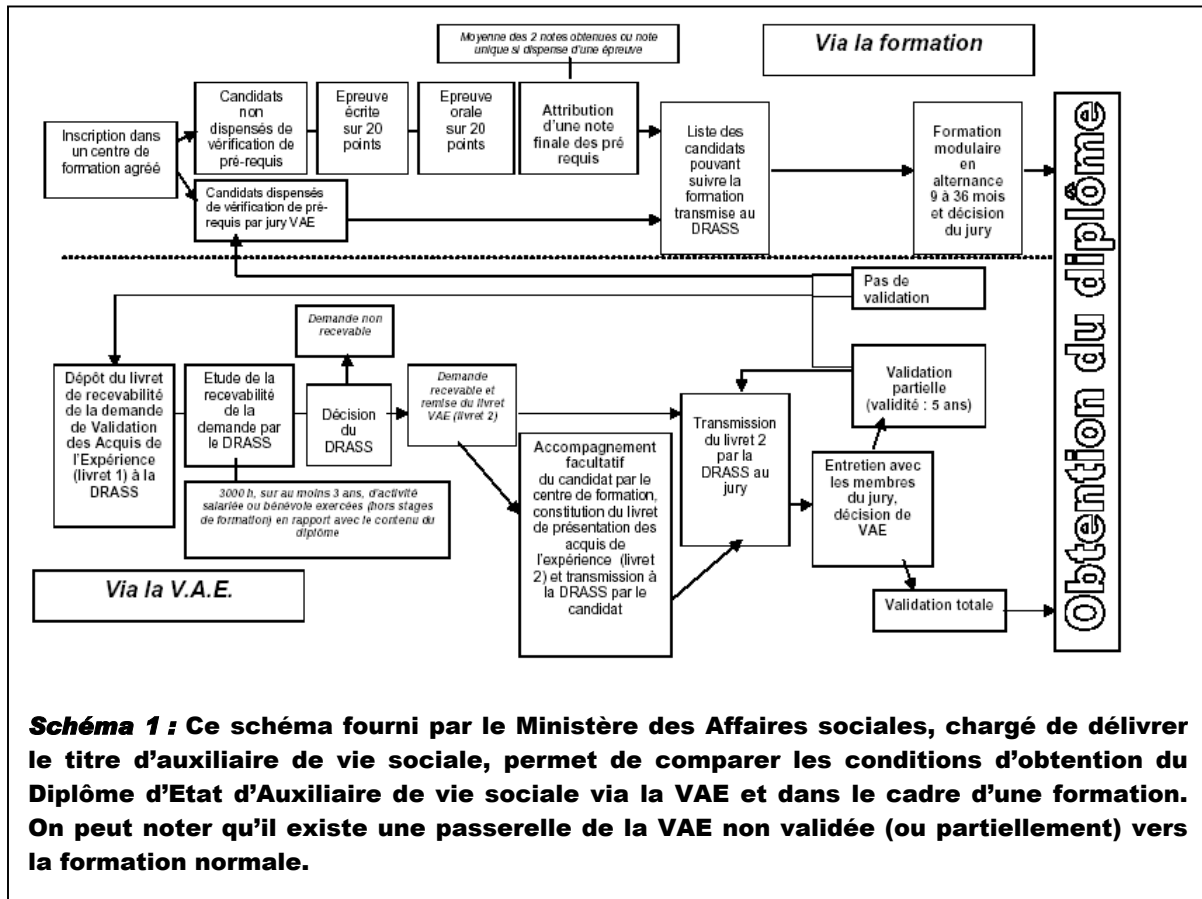 Moyenne des 2 notes obtenues ou note
unique si dispense d'une épreuve
Via la formation
Inscription dans
un centre de
formation agréé
Candidats
non
dispensés de
vérification de
pré-requis
Epreuve
écrite
sur 20
points
Epreuve
orale
sur 20
points
Attribution
d'une note
finale des pré
requis
Candidats dispensés
de vérification de pré-
requis par jury VAE
Liste des
candidats
pouvant
suivre la
formation
transmise au
DRASS
Formation
modulaire
en
alternance
9 à 36 mois
et décision
du jury
Obtention du diplôme
Pas de
validation
Demande non
recevable
Dépôt du livret
de recevabilité
de la demande
de Validation
des Acquis de
l'Expérience
(livret 1) à la
DRASS
Etude de la
recevabilité
de la
demande par
le DRASS
Décision
du
DRASS
Demande
recevable et
remise du livret
VAE (livret 2)
3000 h, sur au moins 3 ans, d'activité
salariée ou bénévole exercées (hors stages
de formation) en rapport avec le contenu du
diplôme
Accompagnement
facultatif
du candidat par le
centre de formation,
constitution du livret
de présentation des
acquis de
l'expérience (livret
2) et transmission à
la DRASS par le
candidat
Transmission
du livret 2
par la
DRASS au
jury
Validation
partielle
(validité : 5 ans)
Entretien avec
les membres
du jury,
décision de
VAE
Validation totale
Via la V.A.E.
Schéma 1 : Ce schéma fourni par le Ministère des Affaires sociales, chargé de délivrer
le titre d'auxiliaire de vie sociale, permet de comparer les conditions d'obtention du
Diplôme d'Etat d'Auxiliaire de vie sociale via la VAE et dans le cadre d'une formation.
On peut noter qu'il existe une passerelle de la VAE non validée (ou partiellement) vers
la formation normale.